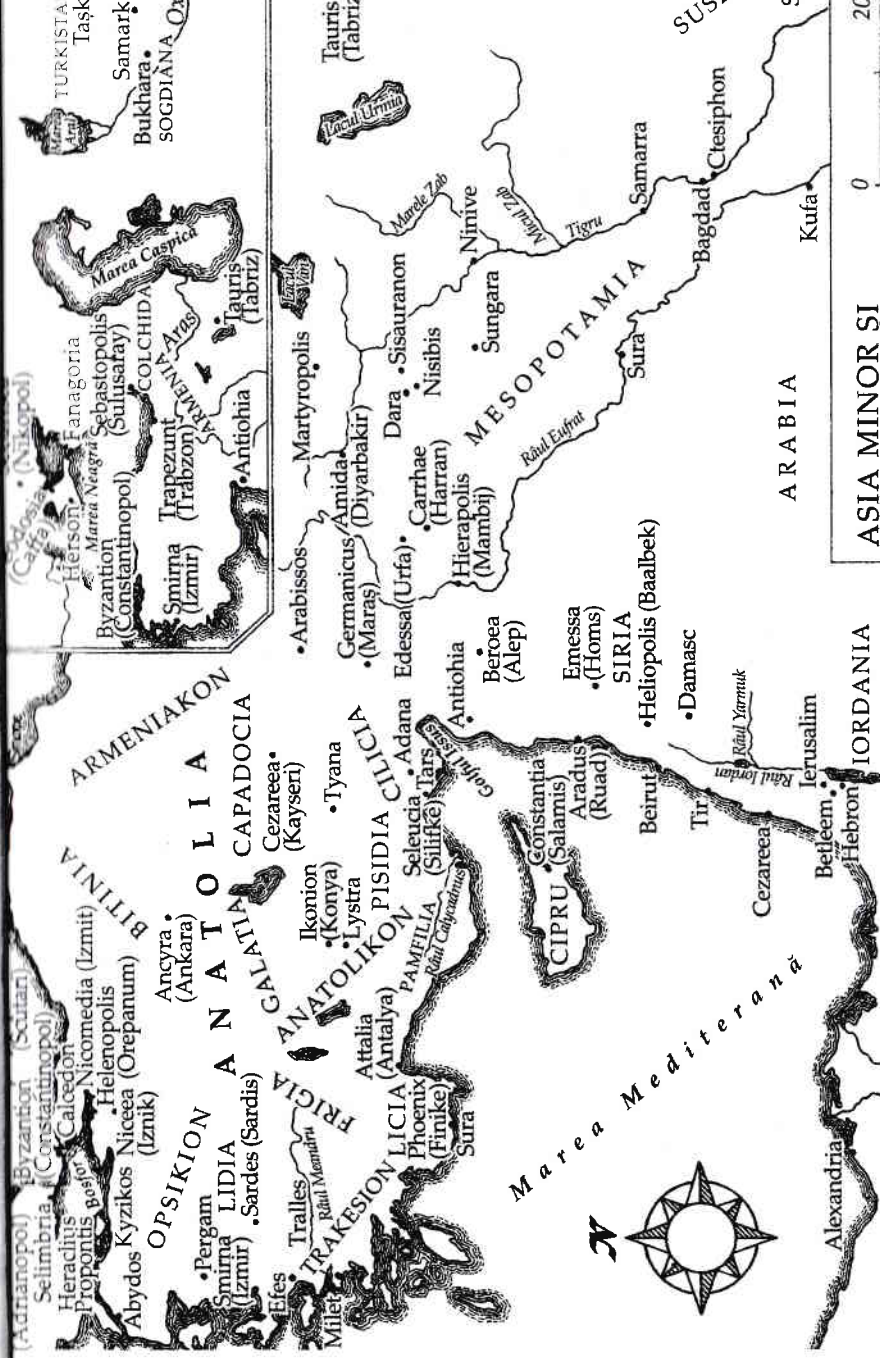 (Adrianopol)
Selimbria
Heraclius
Propontis
Bosfor
Byzantion
(Constantinopol)
(Scutari)
Calcedon
Nicomedia (Izmit)
Helenopolis
(Orepanum)
Abydos
Kyzikos
Niceea
(Iznik)
OPSIKION
BITINIA
ARMENIAKON
Pergam
Smirna
(Izmir)
LIDIA
Sardes (Sardis)
ANATOLIA
Ancyra
(Ankara)
GALATIA
CAPADOCIA
Cezareea
(Kayseri)
Tyana
Efes
Tralles
Râul Meandru
Milet
TRAKESION
FRIGIA
ANATOLIKON
Ikonion
(Konya)
Lystra
PISIDIA
CILICIA
Attalia
(Antalya)
PAMFILIA
Râul Calycadnus
LICIA
Phoenix
(Finike)
Sura
Seleucia
(Silifke)
Tars
Adana
Golful Issus
Antiohia
Arabissos
Germanicus
(Maraș)
Edessa (Urfa)
Beroea
(Alep)
Martyropolis
Amida
(Diyarbakir)
Carrhae
(Harran)
Hierapolis
(Mambij)
Dara
Sisauranon
Nisibis
Sungara
Ninive
Lacul Van
Lacul Urmia
Tauris
(Tabriz
Marele Zab
Micul Zab
Tigru
MESOPOTAMIA
Râul Eufrat
Sura
Samarra
Bagdad
Ctesiphon
Kufa
ARABIA
CIPRU
Constantia
(Salamis)
Aradus
(Ruad)
Emessa
(Homs)
SIRIA
Heliopolis (Baalbek)
Damasc
Beirut
Tir
Râul Yarmuk
Râul Iordan
Cezareea
Ierusalim
Betleem
Hebron
IORDANIA
Marea Mediterană
Alexandria
N
(Nikopol)
(Caffa)
Herson
Fanagoria
Marea Neagră
Sebastopolis
(Sulusaray)
COLCHIDA
Byzantion
(Constantinopol)
Trapezunt
(Trabzon)
ARMENIA
Aras
Smirna
(Izmir)
Antiohia
Tauris
(Tabriz)
Marea Caspică
Marea
Aral
TURKISTA
Bukhara
SOGDIANA
ASIA MINOR SI
0